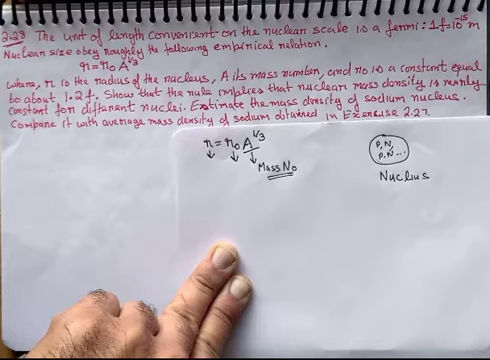 2.28 The unit of length convenient on the nuclear scale is a fermi: 1f=10⁻¹⁵ m
Nuclear size obey roughly the following empirical relation.
r = r₀ A^1/3
where, r is the radius of the nucleus, A its mass number, and r₀ is a constant equal
to about 1.2f. Show that the rule implies that nuclear mass density is nearly
constant for different nuclei. Estimate the mass density of sodium nucleus.
Compare it with average mass density of sodium obtained in Exercise 2.27.
r = r₀ A^1/3
Mass No
P, N,
P, N...
Nucleus